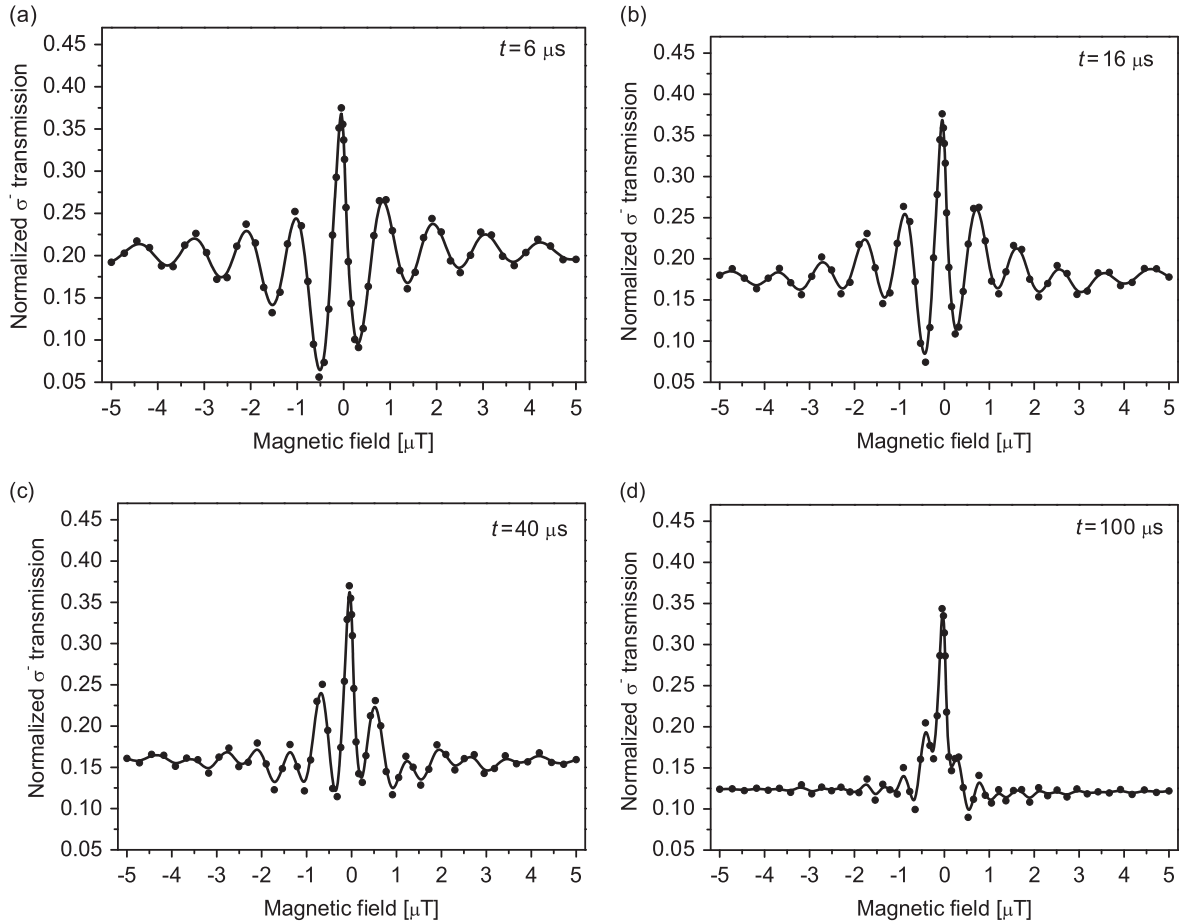 (a)
t=6 μs
Normalized σ⁻ transmission
0.45
0.40
0.35
0.30
0.25
0.20
0.15
0.10
0.05
-5 -4 -3 -2 -1 0 1 2 3 4 5
Magnetic field [μT]
(b)
t=16 μs
Normalized σ⁻ transmission
0.45
0.40
0.35
0.30
0.25
0.20
0.15
0.10
0.05
-5 -4 -3 -2 -1 0 1 2 3 4 5
Magnetic field [μT]
(c)
t=40 μs
Normalized σ⁻ transmission
0.45
0.40
0.35
0.30
0.25
0.20
0.15
0.10
0.05
-5 -4 -3 -2 -1 0 1 2 3 4 5
Magnetic field [μT]
(d)
t=100 μs
Normalized σ⁻ transmission
0.45
0.40
0.35
0.30
0.25
0.20
0.15
0.10
0.05
-5 -4 -3 -2 -1 0 1 2 3 4 5
Magnetic field [μT]